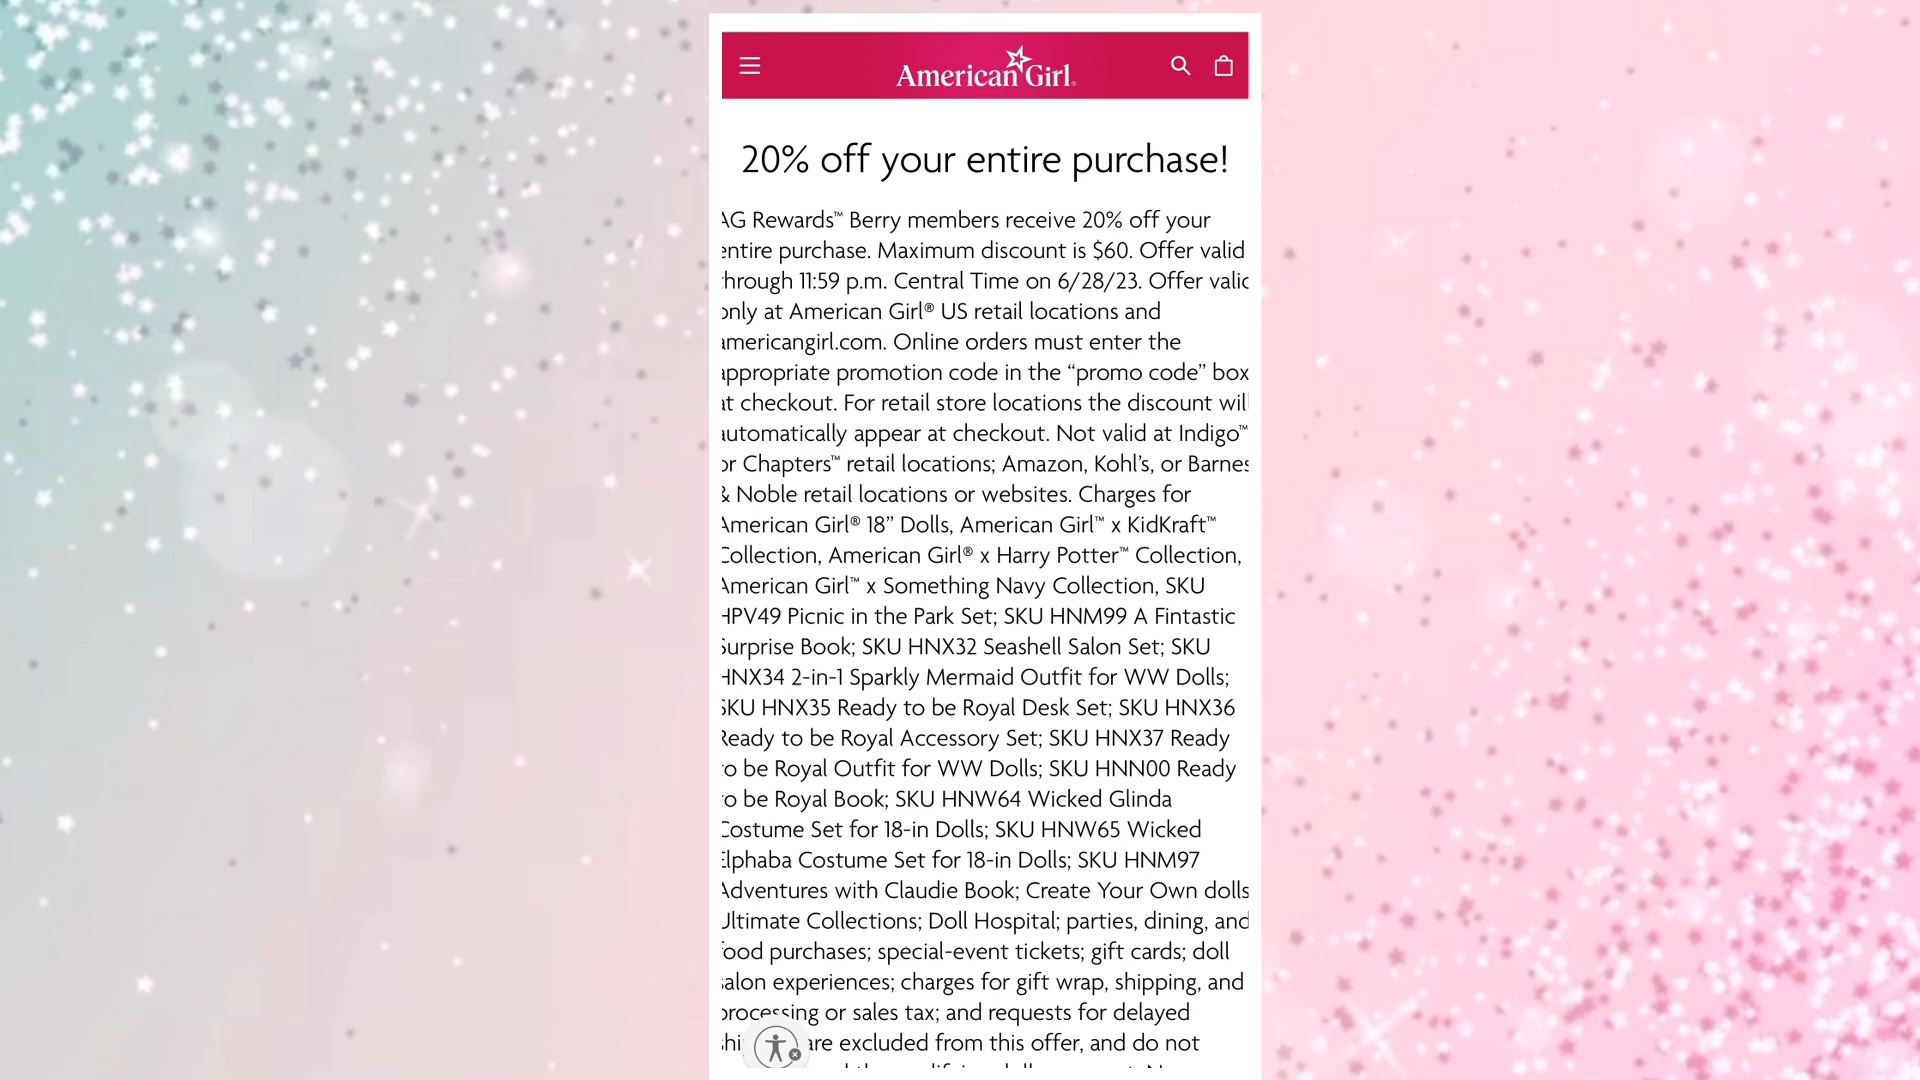 American Girl
20% off your entire purchase!
AG Rewards™ Berry members receive 20% off your
entire purchase. Maximum discount is $60. Offer valid
through 11:59 p.m. Central Time on 6/28/23. Offer valid
only at American Girl® US retail locations and
americangirl.com. Online orders must enter the
appropriate promotion code in the “promo code” box
at checkout. For retail store locations the discount will
automatically appear at checkout. Not valid at Indigo™
or Chapters™ retail locations; Amazon, Kohl’s, or Barnes
& Noble retail locations or websites. Charges for
American Girl® 18” Dolls, American Girl™ x KidKraft™
Collection, American Girl® x Harry Potter™ Collection,
American Girl™ x Something Navy Collection, SKU
HPV49 Picnic in the Park Set; SKU HNM99 A Fintastic
Surprise Book; SKU HNX32 Seashell Salon Set; SKU
HNX34 2-in-1 Sparkly Mermaid Outfit for WW Dolls;
SKU HNX35 Ready to be Royal Desk Set; SKU HNX36
Ready to be Royal Accessory Set; SKU HNX37 Ready
to be Royal Outfit for WW Dolls; SKU HNN00 Ready
to be Royal Book; SKU HNW64 Wicked Glinda
Costume Set for 18-in Dolls; SKU HNW65 Wicked
Elphaba Costume Set for 18-in Dolls; SKU HNM97
Adventures with Claudie Book; Create Your Own dolls
Ultimate Collections; Doll Hospital; parties, dining, and
food purchases; special-event tickets; gift cards; doll
salon experiences; charges for gift wrap, shipping, and
processing or sales tax; and requests for delayed
are excluded from this offer, and do not